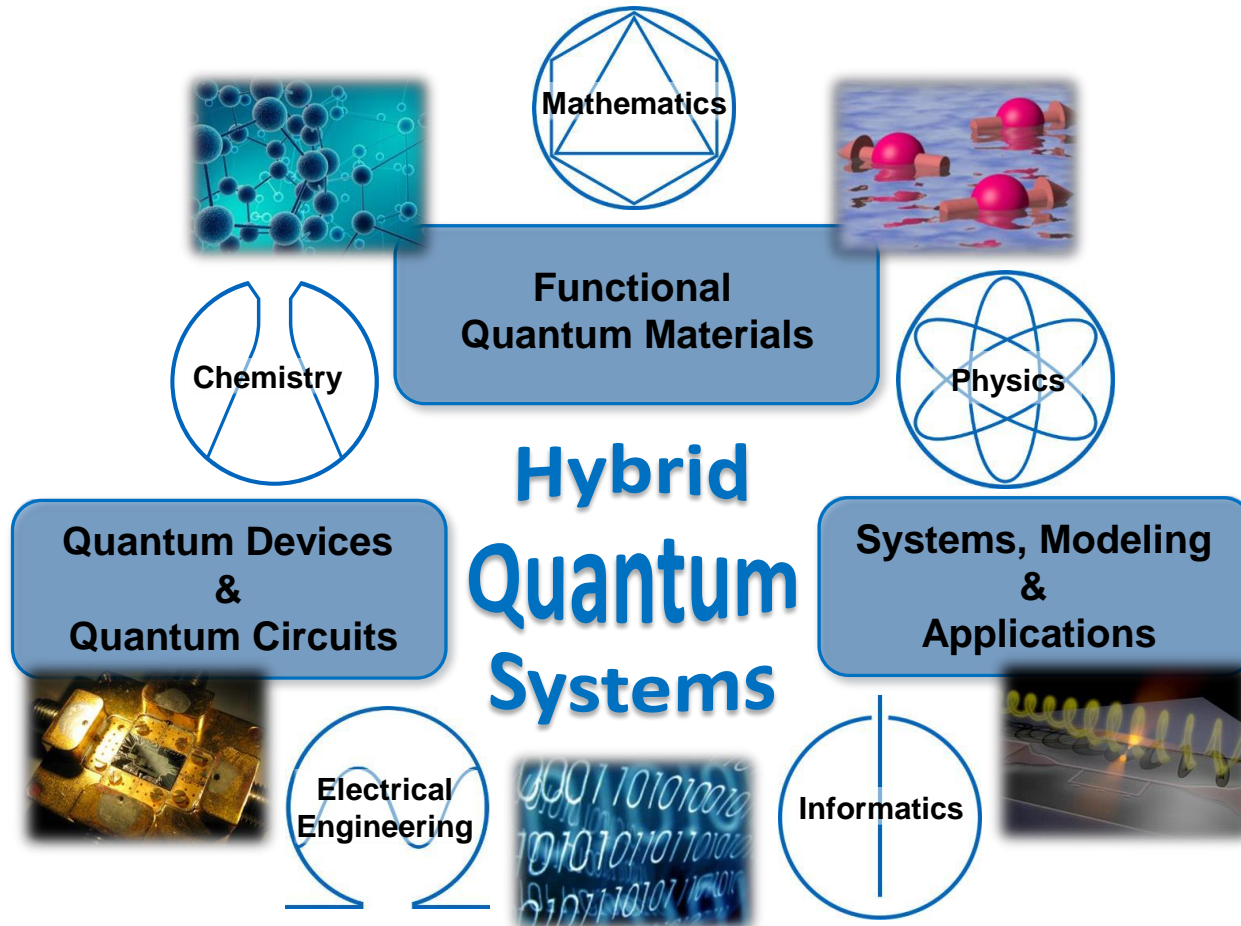 Mathematics
Functional
Quantum Materials
Chemistry
Physics
Hybrid
Quantum
Systems
Quantum Devices
&
Quantum Circuits
Systems, Modeling
&
Applications
Electrical
Engineering
Informatics